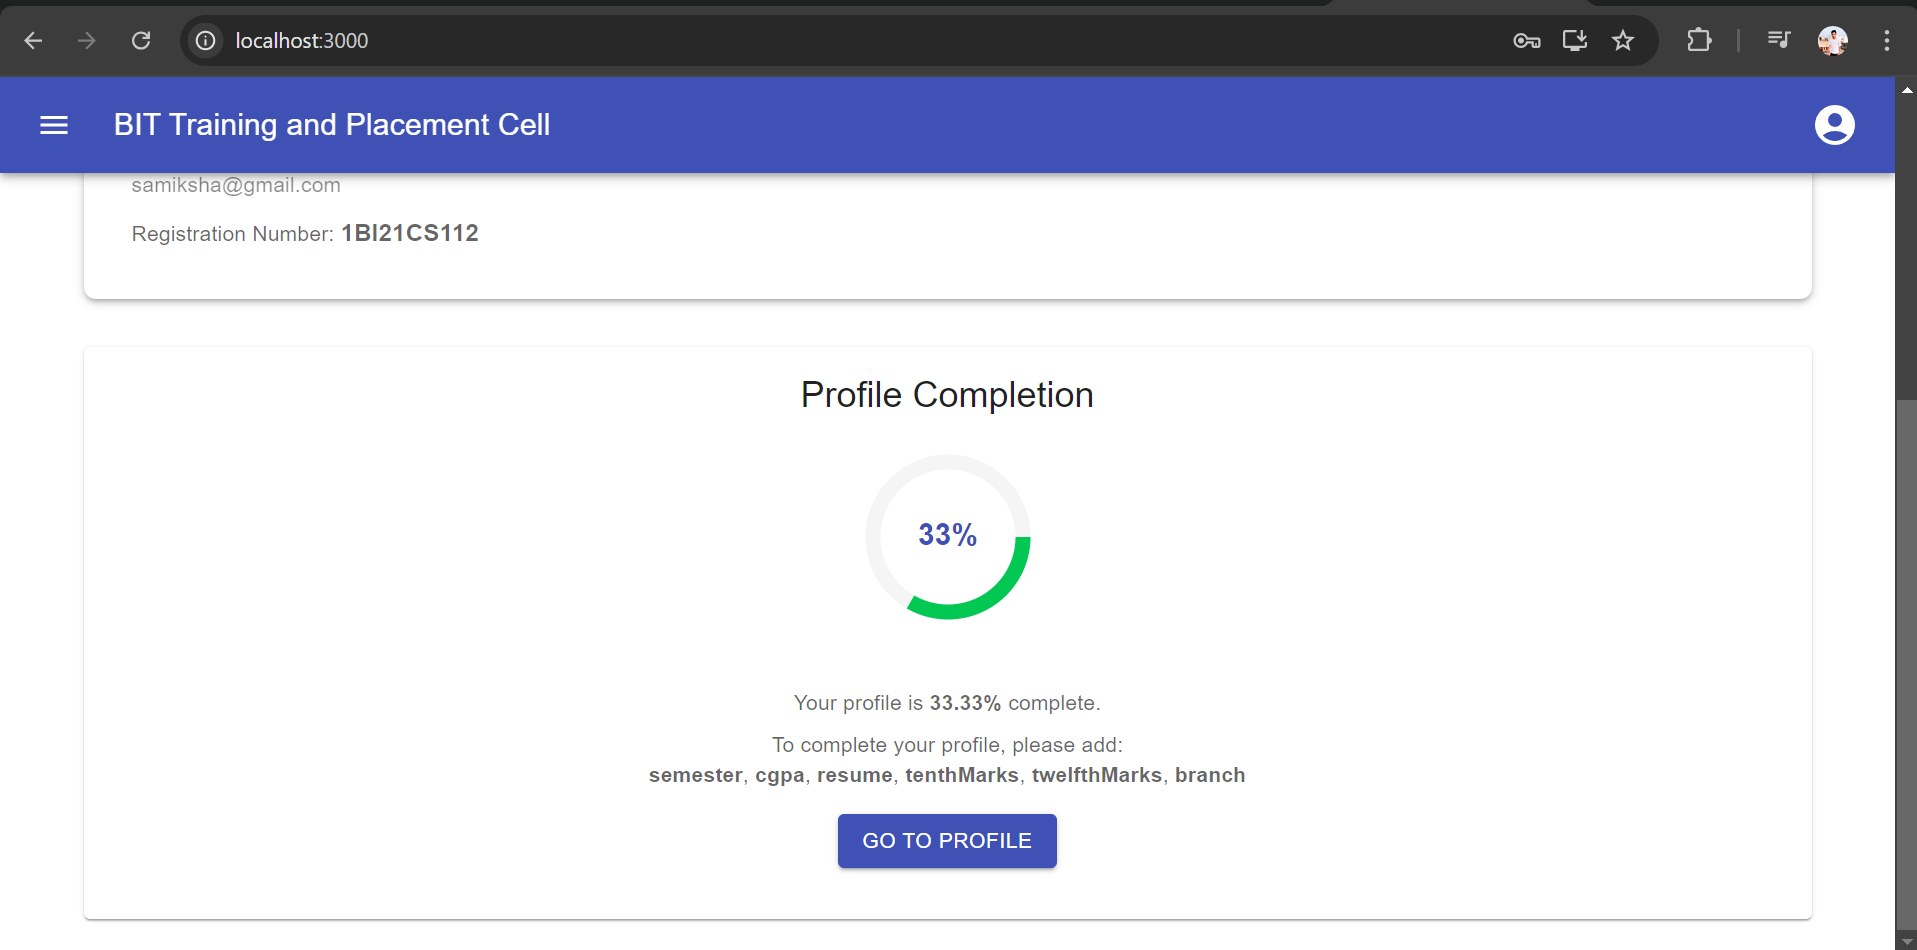 localhost:3000
BIT Training and Placement Cell
samiksha@gmail.com
Registration Number: 1BI21CS112
Profile Completion
33%
Your profile is 33.33% complete.
To complete your profile, please add:
semester, cgpa, resume, tenthMarks, twelfthMarks, branch
GO TO PROFILE